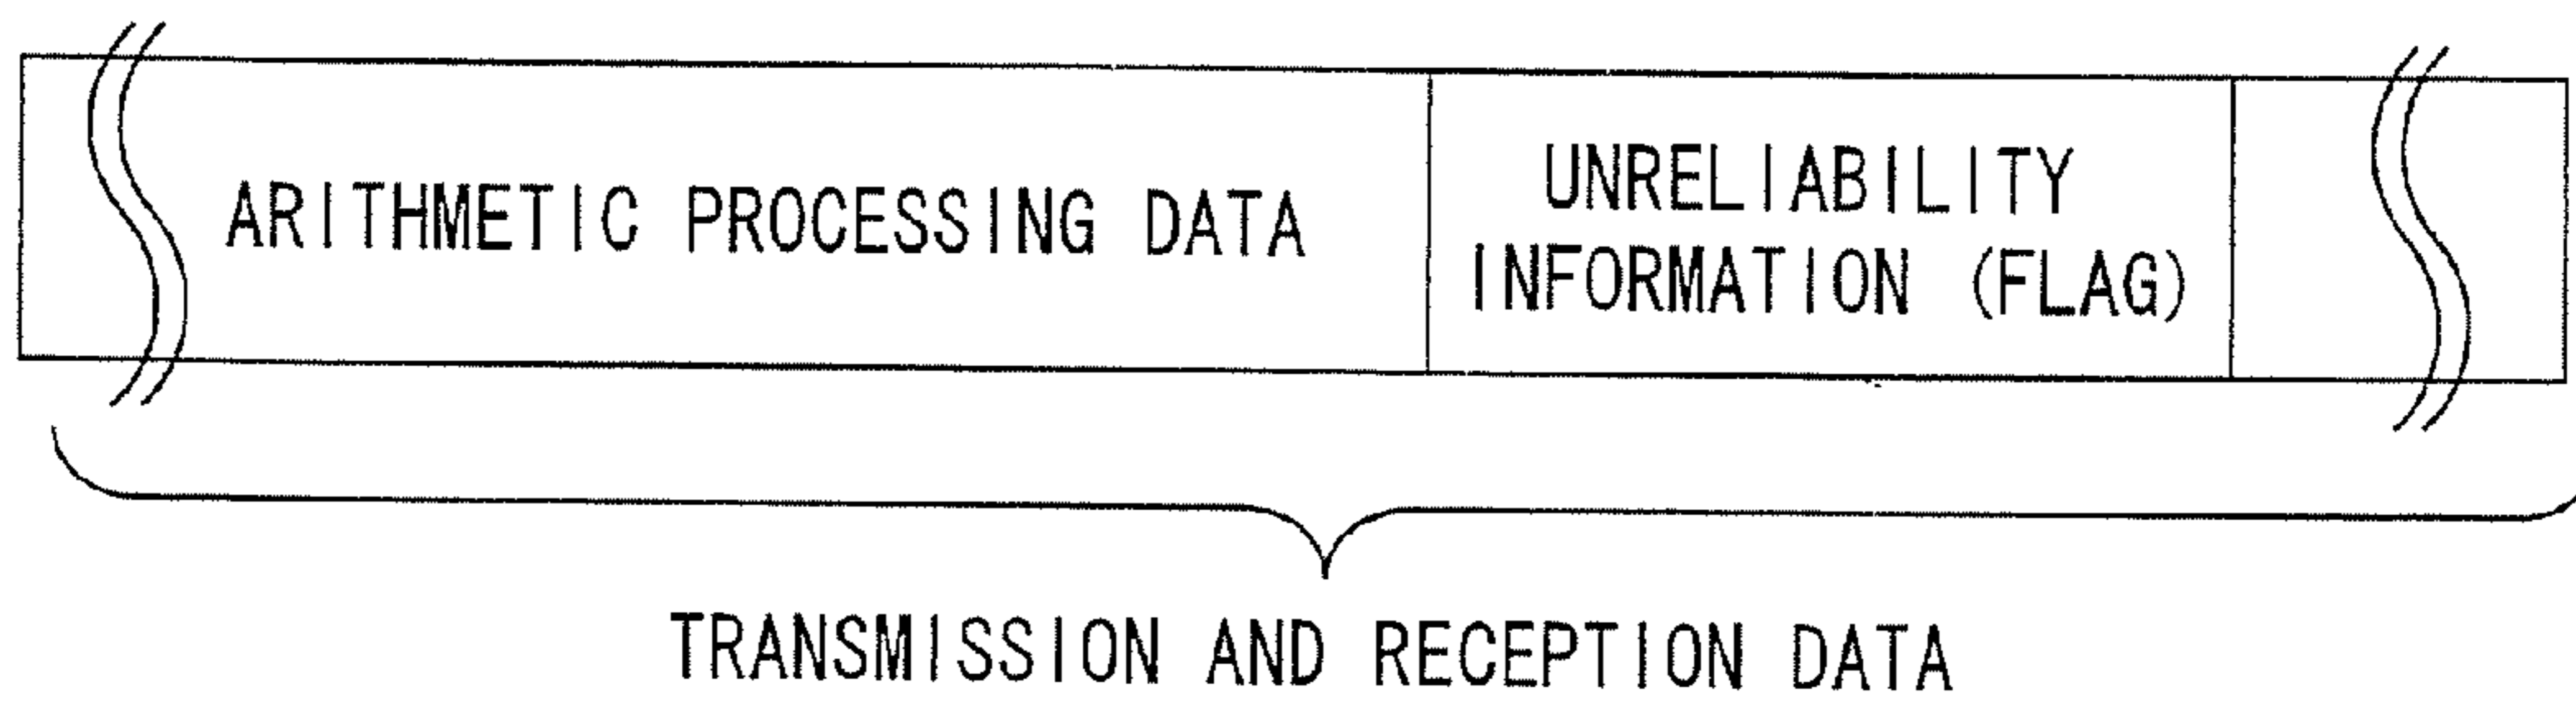 ARITHMETIC PROCESSING DATA
UNRELIABILITY
INFORMATION (FLAG)
TRANSMISSION AND RECEPTION DATA